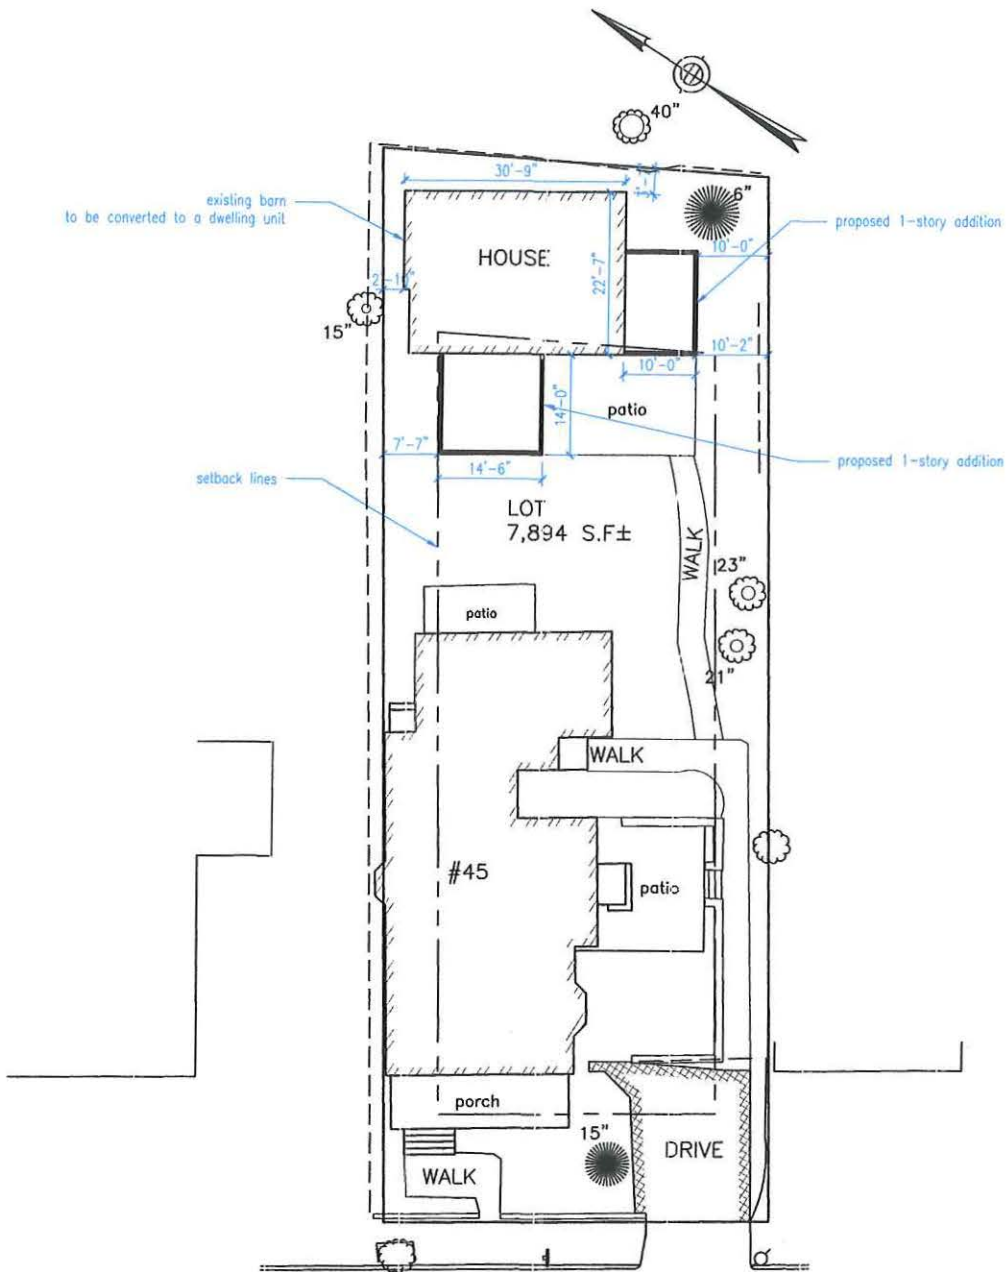 40"
30'-9"
existing barn
to be converted to a dwelling unit
6"
proposed 1-story addition
10'-0"
HOUSE
22'-7"
2'-10"
15"
10'-2"
10'-0"
patio
14'-0"
7'-7"
14'-6"
proposed 1-story addition
setback lines
LOT
7,894 S.F±
WALK
23"
patio
21"
WALK
#45
patio
porch
15"
DRIVE
WALK